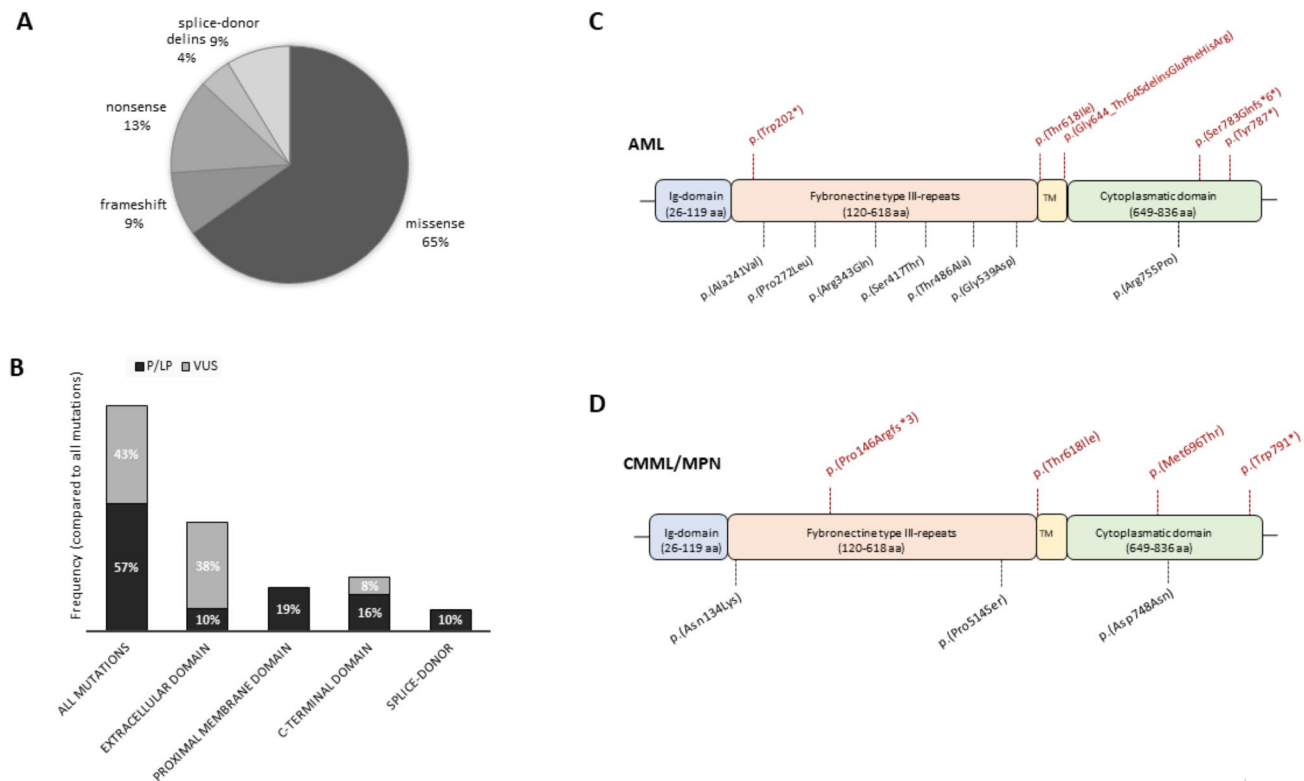 A
splice-donor
9%
delins
4%
nonsense
13%
frameshift
9%
missense
65%
B
P/LP VUS
Frequency (compared to all mutations)
43%
57%
38%
10%
19%
8%
16%
10%
ALL MUTATIONS
EXTRACELLULAR DOMAIN
PROXIMAL MEMBRANE DOMAIN
C-TERMINAL DOMAIN
SPLICE-DONOR
C
AML
p.(Trp202*)
p.(Thr618Ile)
p.(Gly644_Thr645delinsGluPheHisArg)
p.(Ser783Glnfs*6*)
p.(Tyr787*)
Ig-domain
(26-119 aa)
Fybronectine type III-repeats
(120-618 aa)
TM
Cytoplasmatic domain
(649-836 aa)
p.(Ala241Val)
p.(Pro272Leu)
p.(Arg343Gln)
p.(Ser417Thr)
p.(Thr486Ala)
p.(Gly539Asp)
p.(Arg755Pro)
D
CMML/MPN
p.(Pro146Argfs*3)
p.(Thr618Ile)
p.(Met696Thr)
p.(Trp791*)
Ig-domain
(26-119 aa)
Fybronectine type III-repeats
(120-618 aa)
TM
Cytoplasmatic domain
(649-836 aa)
p.(Asn134Lys)
p.(Pro514Ser)
p.(Asp748Asn)